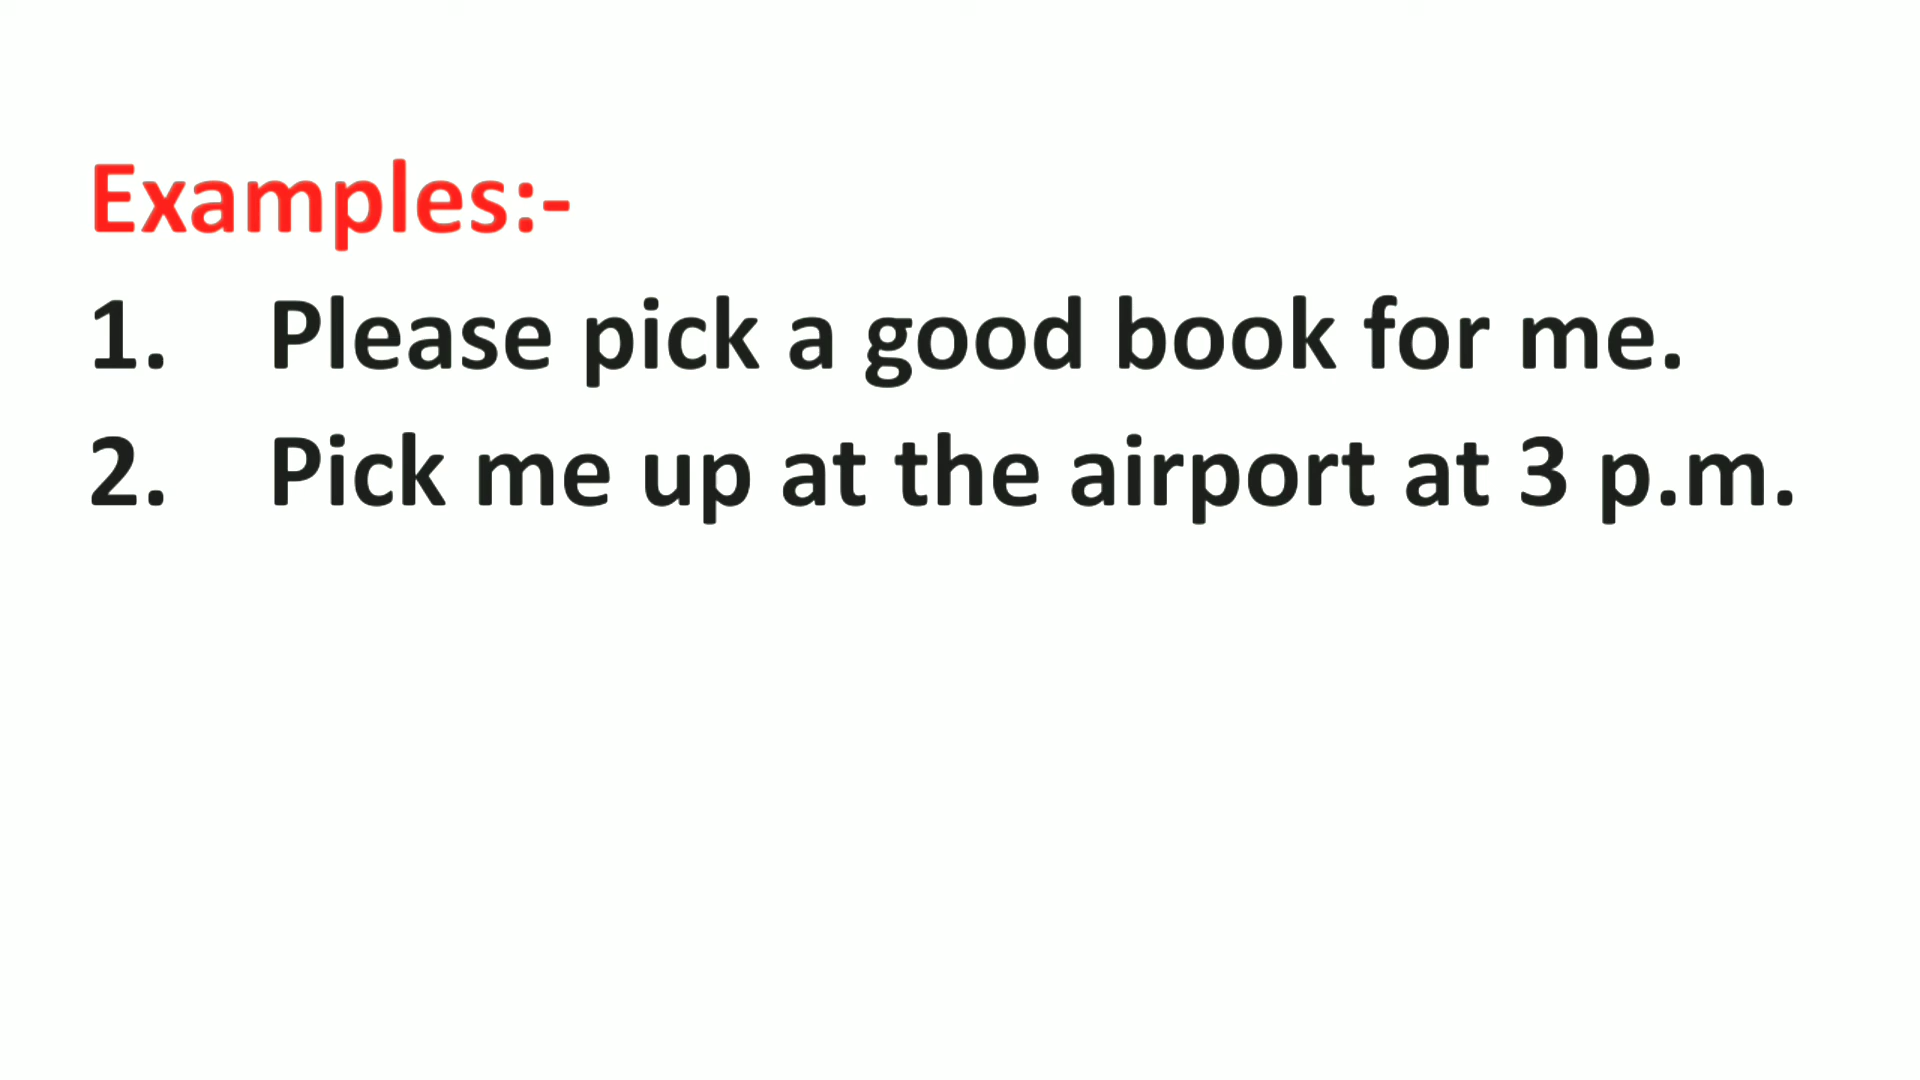 Examples:-
1. Please pick a good book for me.
2. Pick me up at the airport at 3 p.m.